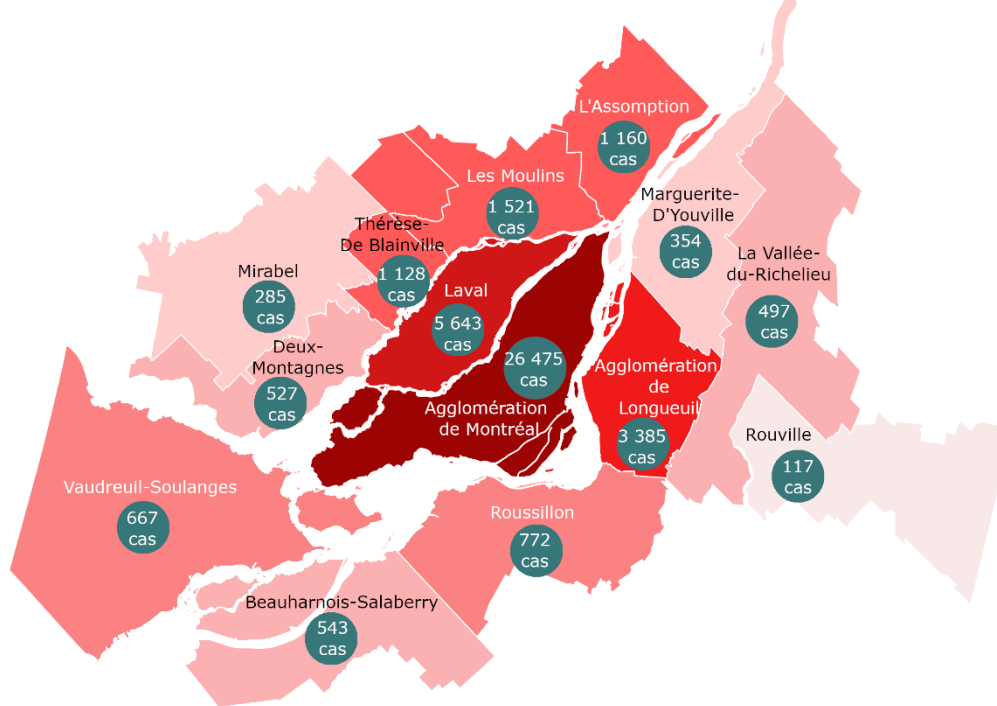 L'Assomption
1 160
cas
Les Moulins
1 521
cas
Marguerite-
D'Youville
354
cas
Thérèse-
De Blainville
1 128
cas
La Vallée-
du-Richelieu
497
cas
Mirabel
285
cas
Laval
5 643
cas
Deux-
Montagnes
527
cas
26 475
cas
Agglomération
de Montréal
Agglomération
de
Longueuil
3 385
cas
Rouville
117
cas
Vaudreuil-Soulanges
667
cas
Roussillon
772
cas
Beauharnois-Salaberry
543
cas